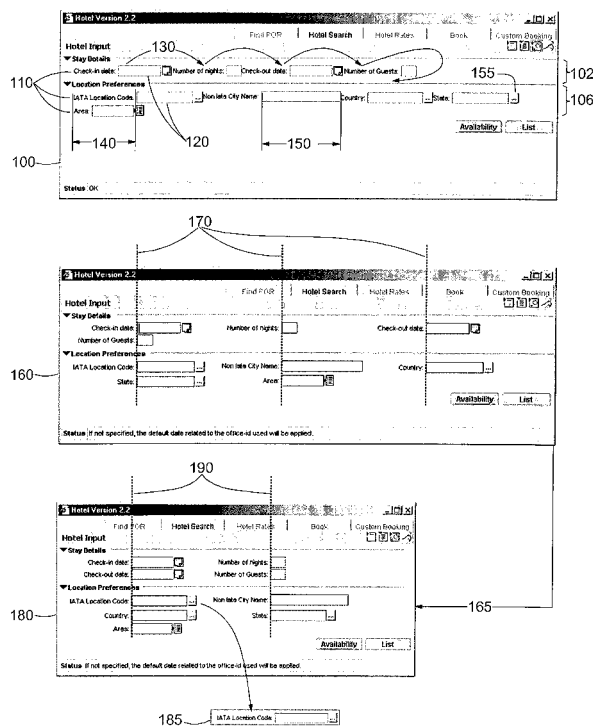 Hotel Version 2.2
Find POR Hotel Search Hotel Rates Book Custom Booking
Hotel Input
Stay Details
130
Check-in date: Number of nights: Check-out date: Number of Guests:
102
110
Location Preferences
155
106
IATA Location Code: ... Non Iate City Name: Country: ... State: ...
Area:
140 120 150
Availability List
100
Status OK
170
Hotel Version 2.2
Find POR Hotel Search Hotel Rates Book Custom Booking
Hotel Input
Stay Details
Check-in date: Number of nights: Check-out date:
Number of Guests:
Location Preferences
160
IATA Location Code: ... Non Iate City Name: Country: ...
State: ... Area:
Availability List
Status If not specified, the default date related to the office-id used will be applied.
190
Hotel Version 2.2
Find POR Hotel Search Hotel Rates Book Custom Booking
Hotel Input
Stay Details
Check-in date: Number of nights:
Check-out date: Number of Guests:
Location Preferences
165
180
IATA Location Code: ... Non Iate City Name:
Country: ... State: ...
Area:
Availability List
Status If not specified, the default date related to the office-id used will be applied.
185
IATA Location Code: ...